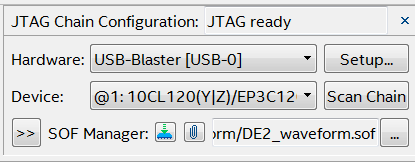 JTAG Chain Configuration: JTAG ready
Hardware: USB-Blaster [USB-0] Setup...
Device: @1: 10CL120(Y|Z)/EP3C12 Scan Chain
>> SOF Manager: orm/DE2_waveform.sof ...